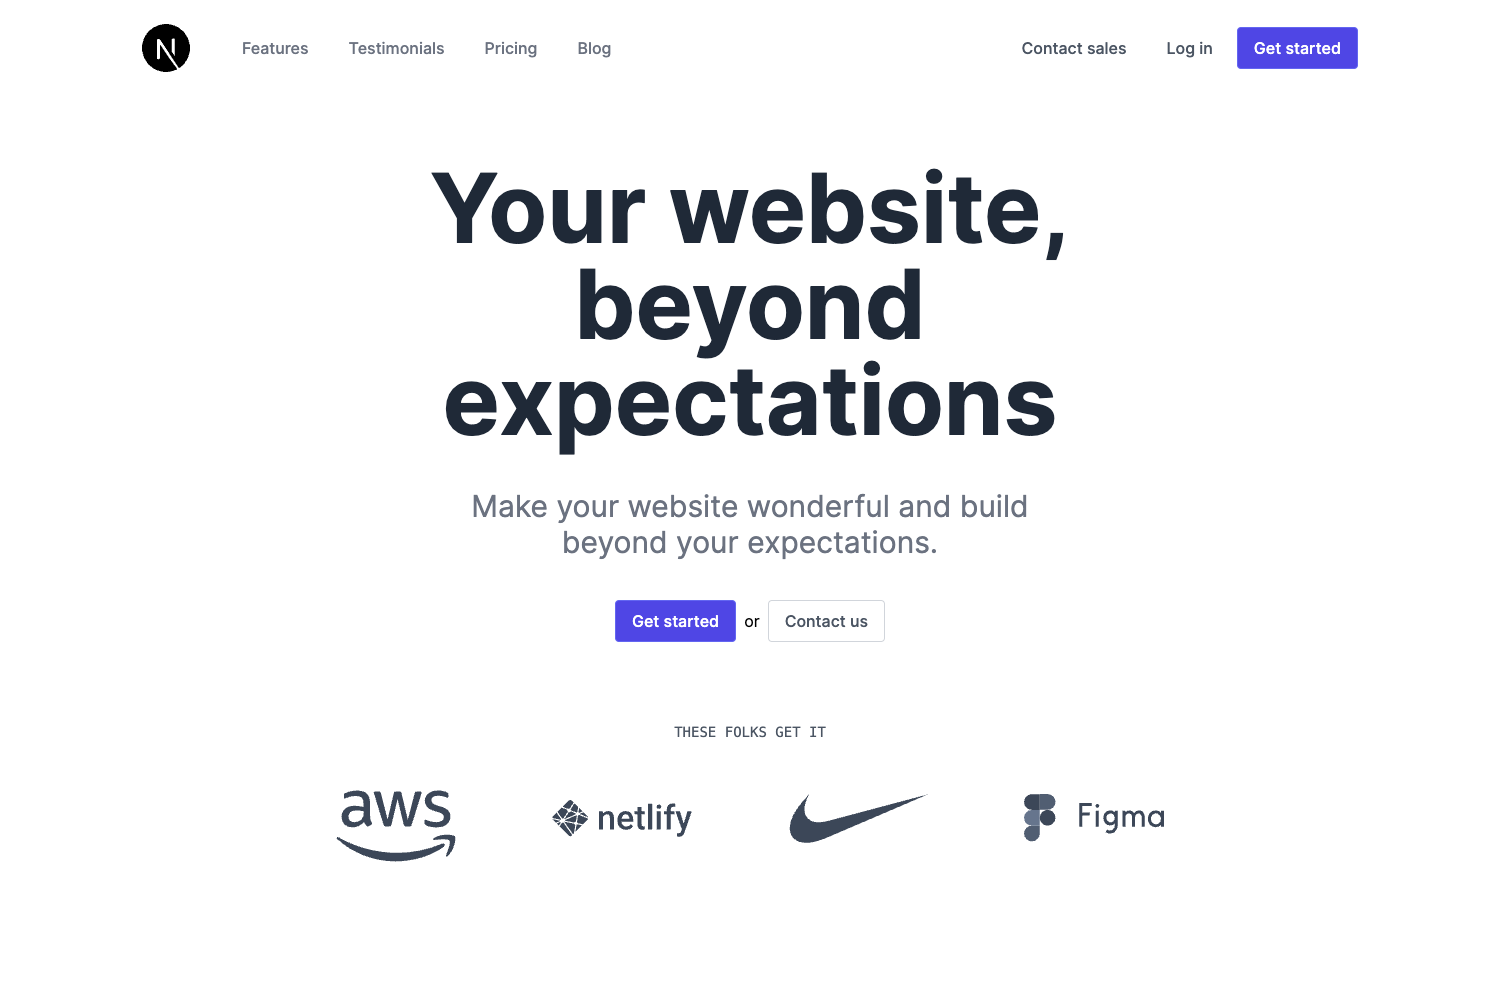 N
Features Testimonials Pricing Blog Contact sales Log in Get started
Your website,
beyond
expectations
Make your website wonderful and build
beyond your expectations.
Get started or Contact us
THESE FOLKS GET IT
aws netlify Figma